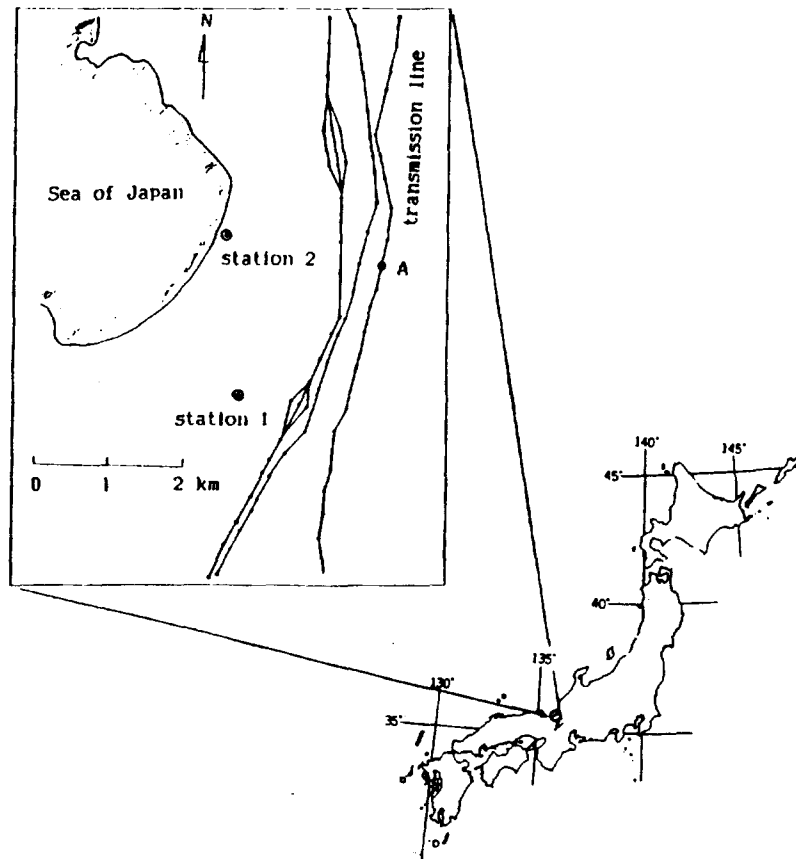 N
transmission line
Sea of Japan
station 2
A
station 1
0 1 2 km
140°
145°
45°
40°
135°
130°
35°